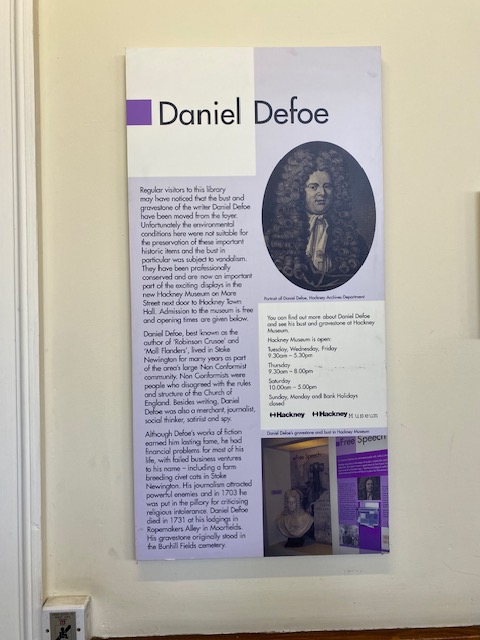 Daniel Defoe
Regular visitors to this library
may have noticed that the bust and
gravestone of the writer Daniel Defoe
have been moved from the foyer.
Unfortunately the environmental
conditions here were not suitable for
the preservation of these important
historic items and the bust in
particular was subject to vandalism.
They have been professionally
conserved and are now an important
part of the exciting displays in the
new Hackney Museum on Mare
Street next door to Hackney Town
Hall. Admission to the museum is free
and opening times are given below.
Daniel Defoe, best known as the
author of 'Robinson Crusoe' and
'Moll Flanders', lived in Stoke
Newington for many years as part
of the area's large Non Conformist
community. Non Conformists were
people who disagreed with the rules
and structure of the Church of
England. Besides writing, Daniel
Defoe was also a merchant, journalist,
social thinker, satirist and spy.
Although Defoe's works of fiction
earned him lasting fame, he had
financial problems for most of his
life, with failed business ventures
to his name – including a farm
breeding civet cats in Stoke
Newington. His journalism attracted
powerful enemies and in 1703 he
was put in the pillory for criticising
religious intolerance. Daniel Defoe
died in 1731 at his lodgings in
Ropemakers Alley in Moorfields.
His gravestone originally stood in
the Bunhill Fields cemetery.
Portrait of Daniel Defoe, Hackney Archives Department
You can find out more about Daniel Defoe
and see his bust and gravestone at Hackney
Museum.
Hackney Museum is open:
Tuesday, Wednesday, Friday
9.30am – 5.30pm
Thursday
9.30am – 8.00pm
Saturday
10.00am – 5.00pm
Sunday, Monday and Bank Holidays
closed
Hackney Hackney Museum
Daniel Defoe's gravestone and bust in Hackney Museum
Free Speech